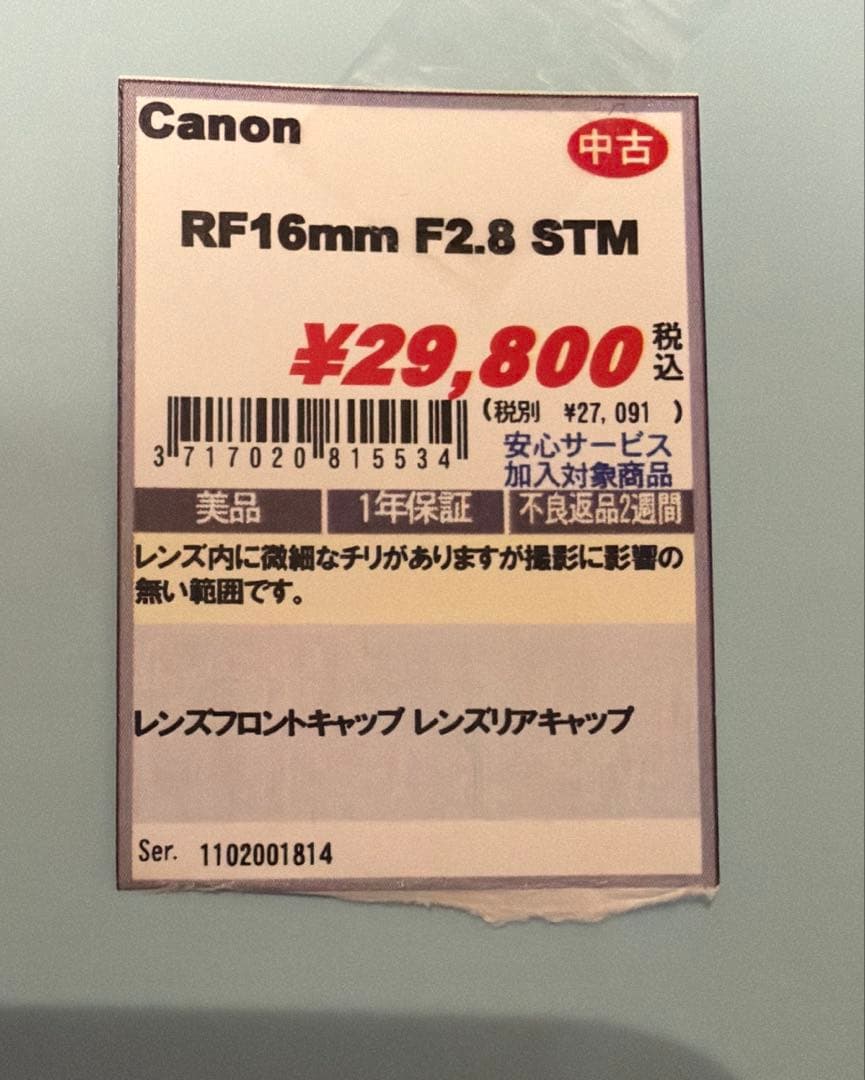 Canon
中古
RF16mm F2.8 STM
¥29,800 税込
(税別 ¥27,091 )
3 717020 815534
安心サービス
加入対象商品
美品 1年保証 不良返品2週間
レンズ内に微細なチリがありますが撮影に影響の
無い範囲です。
レンズフロントキャップ レンズリアキャップ
Ser. 1102001814